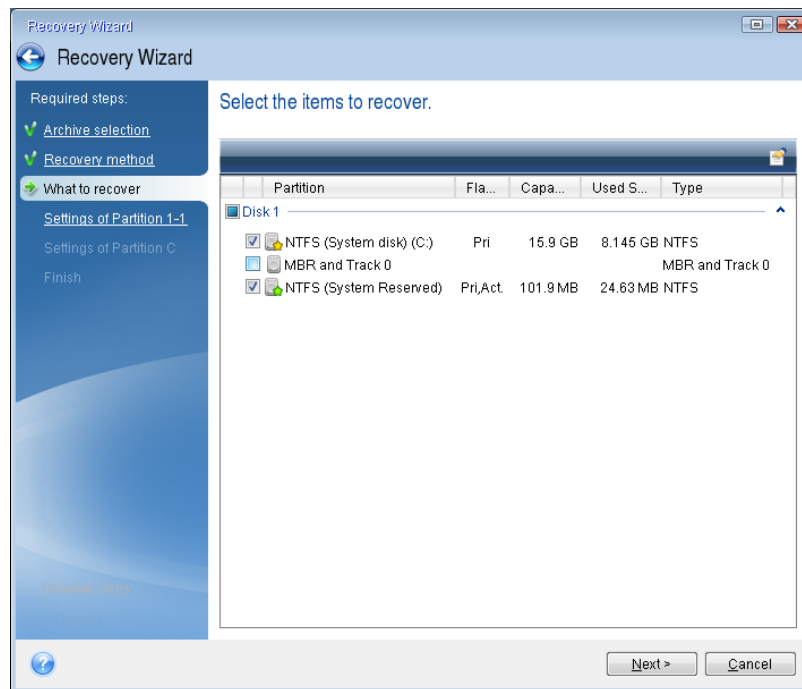 Recovery Wizard
Recovery Wizard
Required steps:
Archive selection
Recovery method
What to recover
Settings of Partition 1-1
Settings of Partition C
Finish
Select the items to recover.
Partition Fla... Capa... Used S... Type
Disk 1
NTFS (System disk) (C:) Pri 15.9 GB 8.145 GB NTFS
MBR and Track 0 MBR and Track 0
NTFS (System Reserved) Pri,Act. 101.9 MB 24.63 MB NTFS
Next >
Cancel